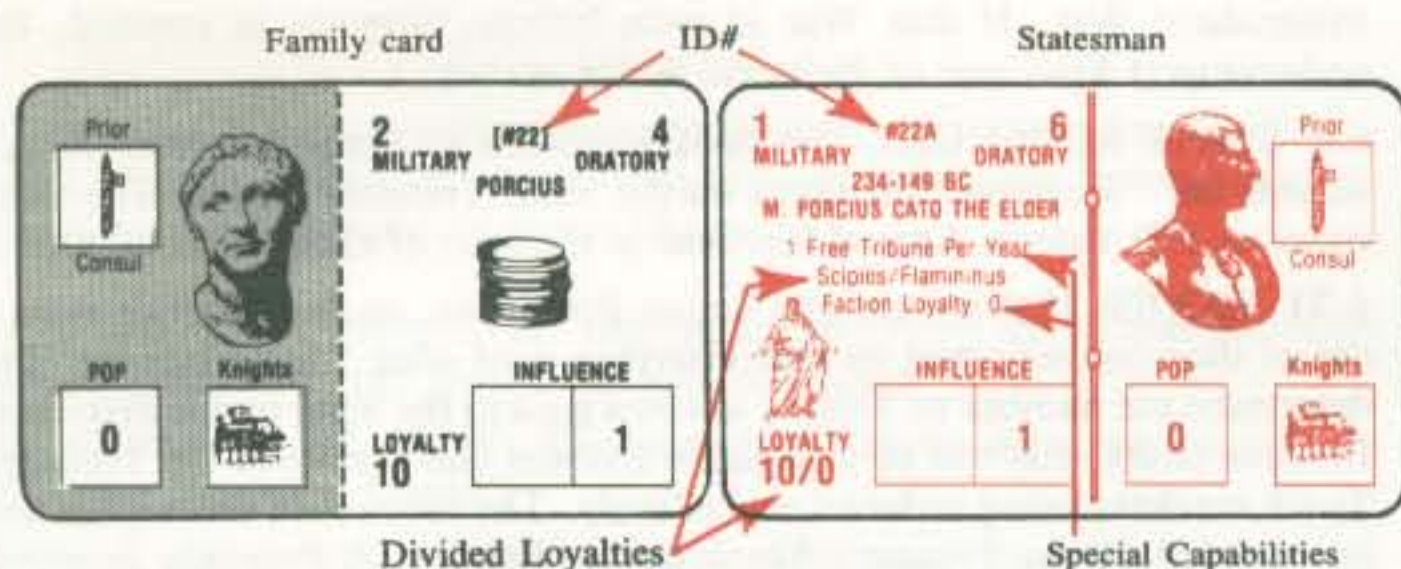 Family card
ID#
Statesman
Prior
Consul
POP
0
Knights
2
MILITARY
[#22]
4
ORATORY
PORCIUS
INFLUENCE
1
LOYALTY
10
1
MILITARY
#22A
6
ORATORY
234-149 BC
M. PORCIUS CATO THE ELDER
1 Free Tribune Per Year
Scipios/Flamininus
Faction Loyalty 0
INFLUENCE
1
LOYALTY
10/0
Prior
Consul
POP
0
Knights
Divided Loyalties
Special Capabilities